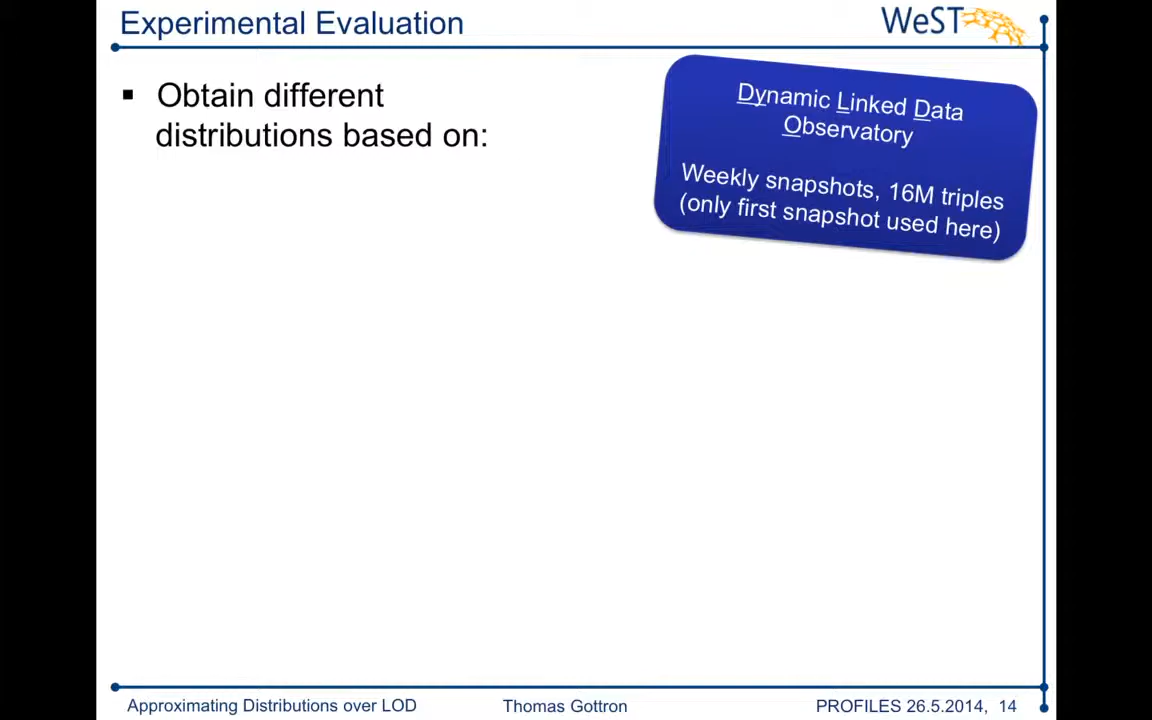 Experimental Evaluation
WeST
▪ Obtain different
distributions based on:
Dynamic Linked Data
Observatory
Weekly snapshots, 16M triples
(only first snapshot used here)
Approximating Distributions over LOD
Thomas Gottron
PROFILES 26.5.2014, 14